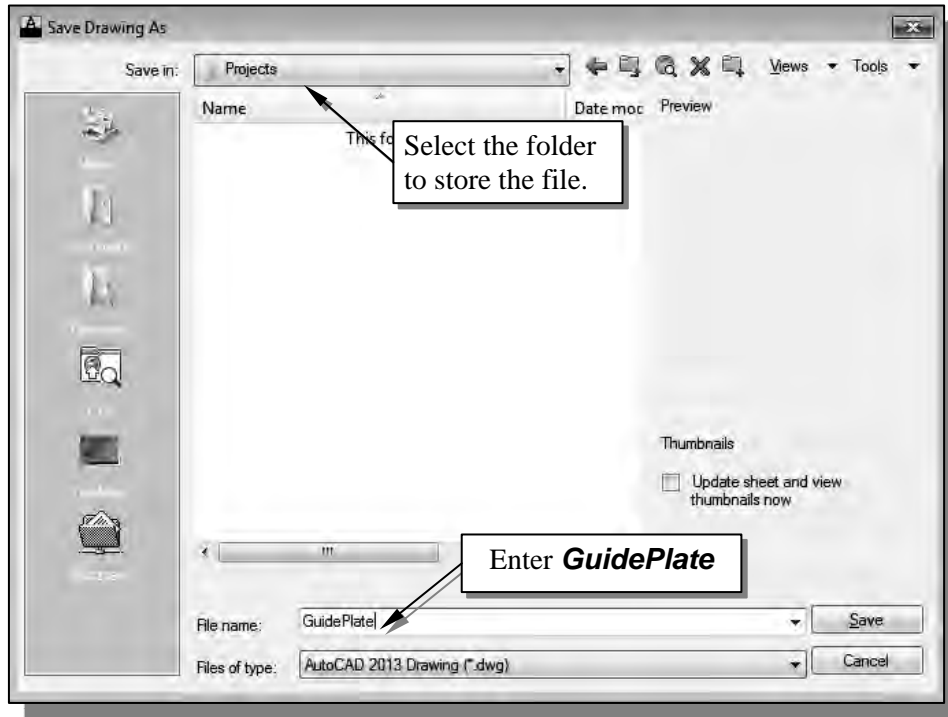 Save Drawing As
Save in:
Projects
Views
Tools
Name
Date moc
Preview
This fo
Select the folder
to store the file.
Thumbnails
Update sheet and view
thumbnails now
Enter GuidePlate
File name:
GuidePlate
Save
Files of type:
AutoCAD 2013 Drawing (*.dwg)
Cancel